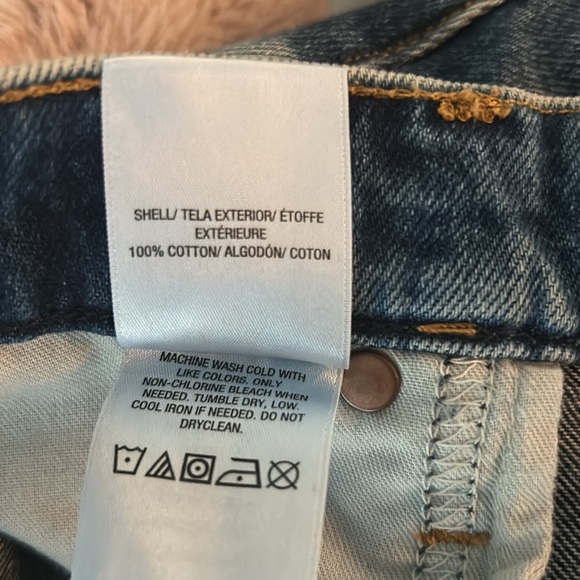 SHELL/ TELA EXTERIOR/ ÉTOFFE
EXTÉRIEURE
100% COTTON/ ALGODÓN/ COTON
MACHINE WASH COLD WITH
LIKE COLORS. ONLY
NON-CHLORINE BLEACH WHEN
NEEDED. TUMBLE DRY, LOW.
COOL IRON IF NEEDED. DO NOT
DRYCLEAN.